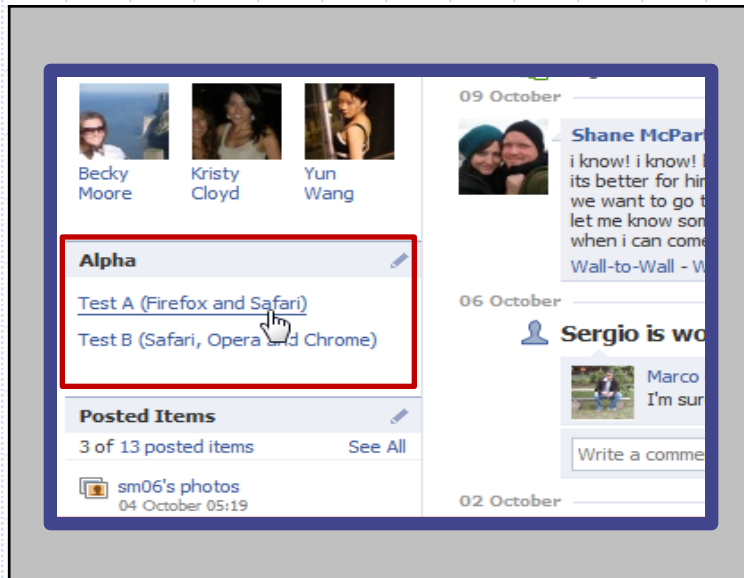 Becky
Moore
Kristy
Cloyd
Yun
Wang
Alpha
Test A (Firefox and Safari)
Test B (Safari, Opera and Chrome)
Posted Items
3 of 13 posted items
See All
sm06's photos
04 October 05:19
09 October
Shane McPart
i know! i know!
its better for hin
we want to go t
let me know som
when i can come
Wall-to-Wall - W
06 October
Sergio is wo
Marco
I'm sur
Write a comme
02 October